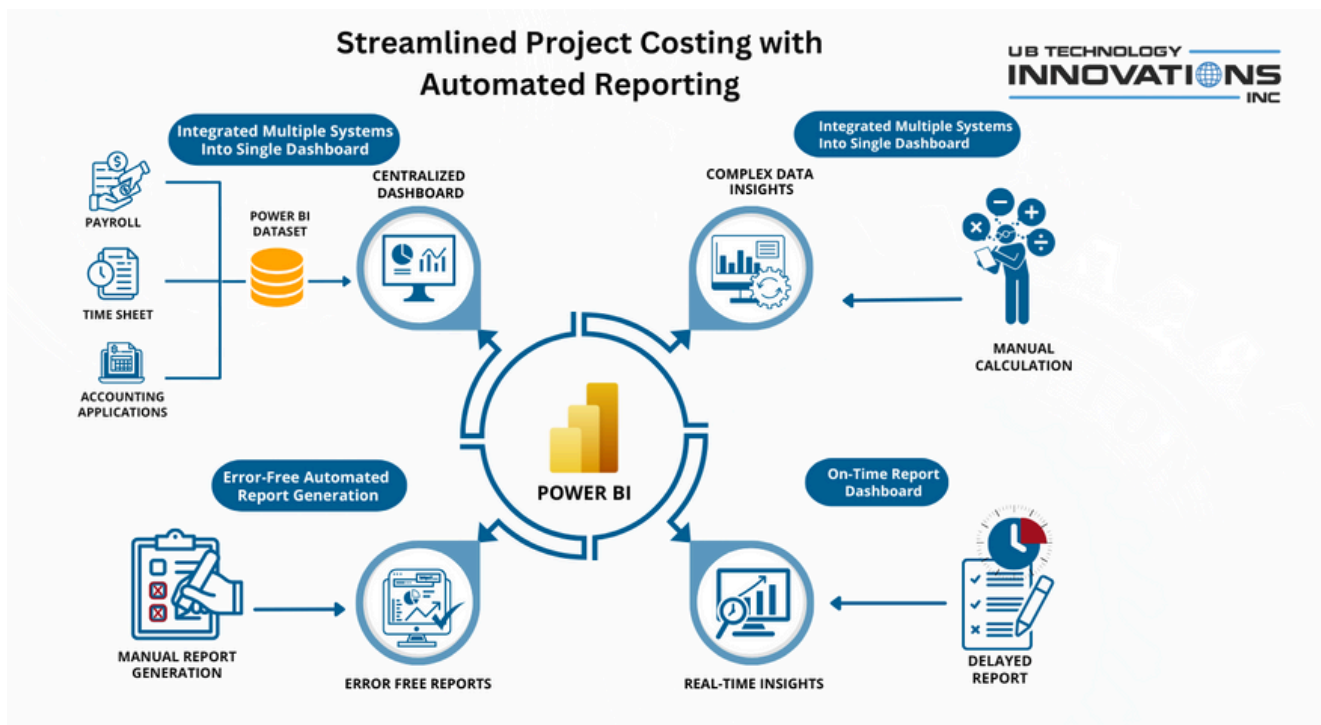 Streamlined Project Costing with
Automated Reporting
UB TECHNOLOGY
INNOVATIONS
INC
Integrated Multiple Systems
Into Single Dashboard
PAYROLL
TIME SHEET
ACCOUNTING
APPLICATIONS
POWER BI
DATASET
CENTRALIZED
DASHBOARD
COMPLEX DATA
INSIGHTS
Integrated Multiple Systems
Into Single Dashboard
MANUAL
CALCULATION
POWER BI
Error-Free Automated
Report Generation
MANUAL REPORT
GENERATION
ERROR FREE REPORTS
REAL-TIME INSIGHTS
On-Time Report
Dashboard
DELAYED
REPORT